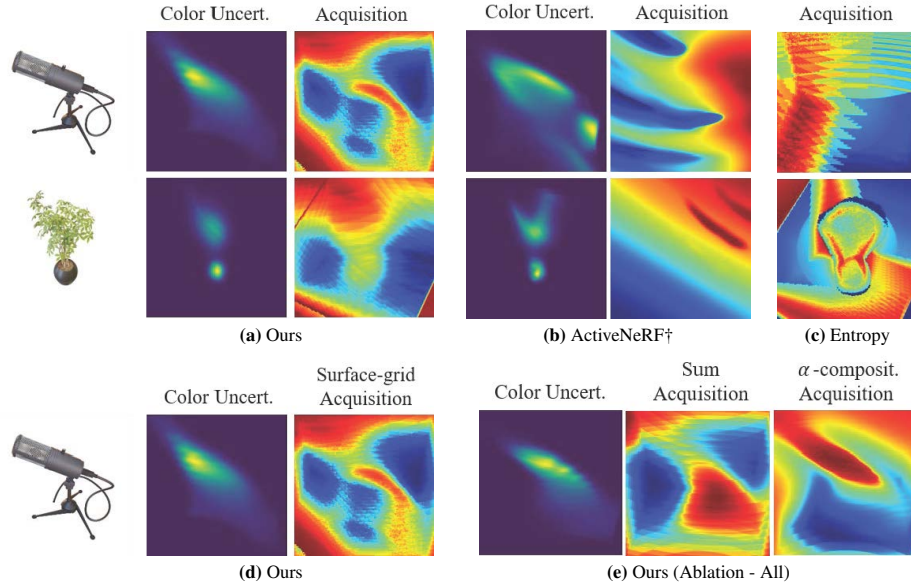 Color Uncert. Acquisition Color Uncert. Acquisition Acquisition
(a) Ours (b) ActiveNeRF† (c) Entropy
Color Uncert. Surface-grid Acquisition Color Uncert. Sum Acquisition α-composit. Acquisition
(d) Ours (e) Ours (Ablation - All)